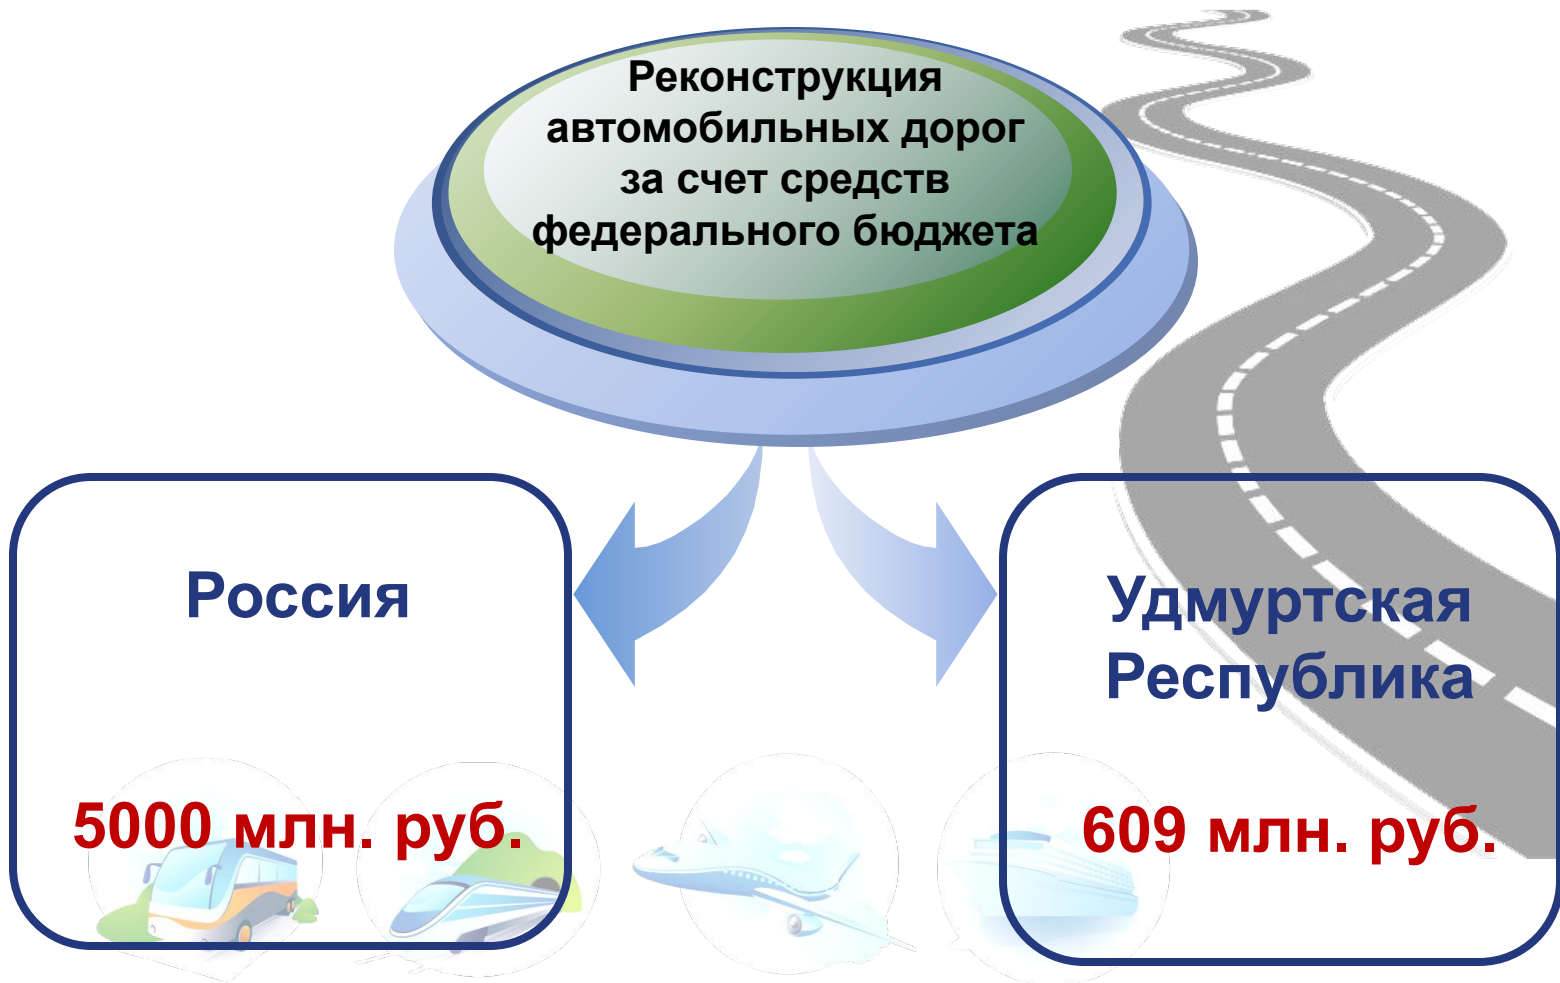 Реконструкция
автомобильных дорог
за счет средств
федерального бюджета
Россия
5000 млн. руб.
Удмуртская
Республика
609 млн. руб.